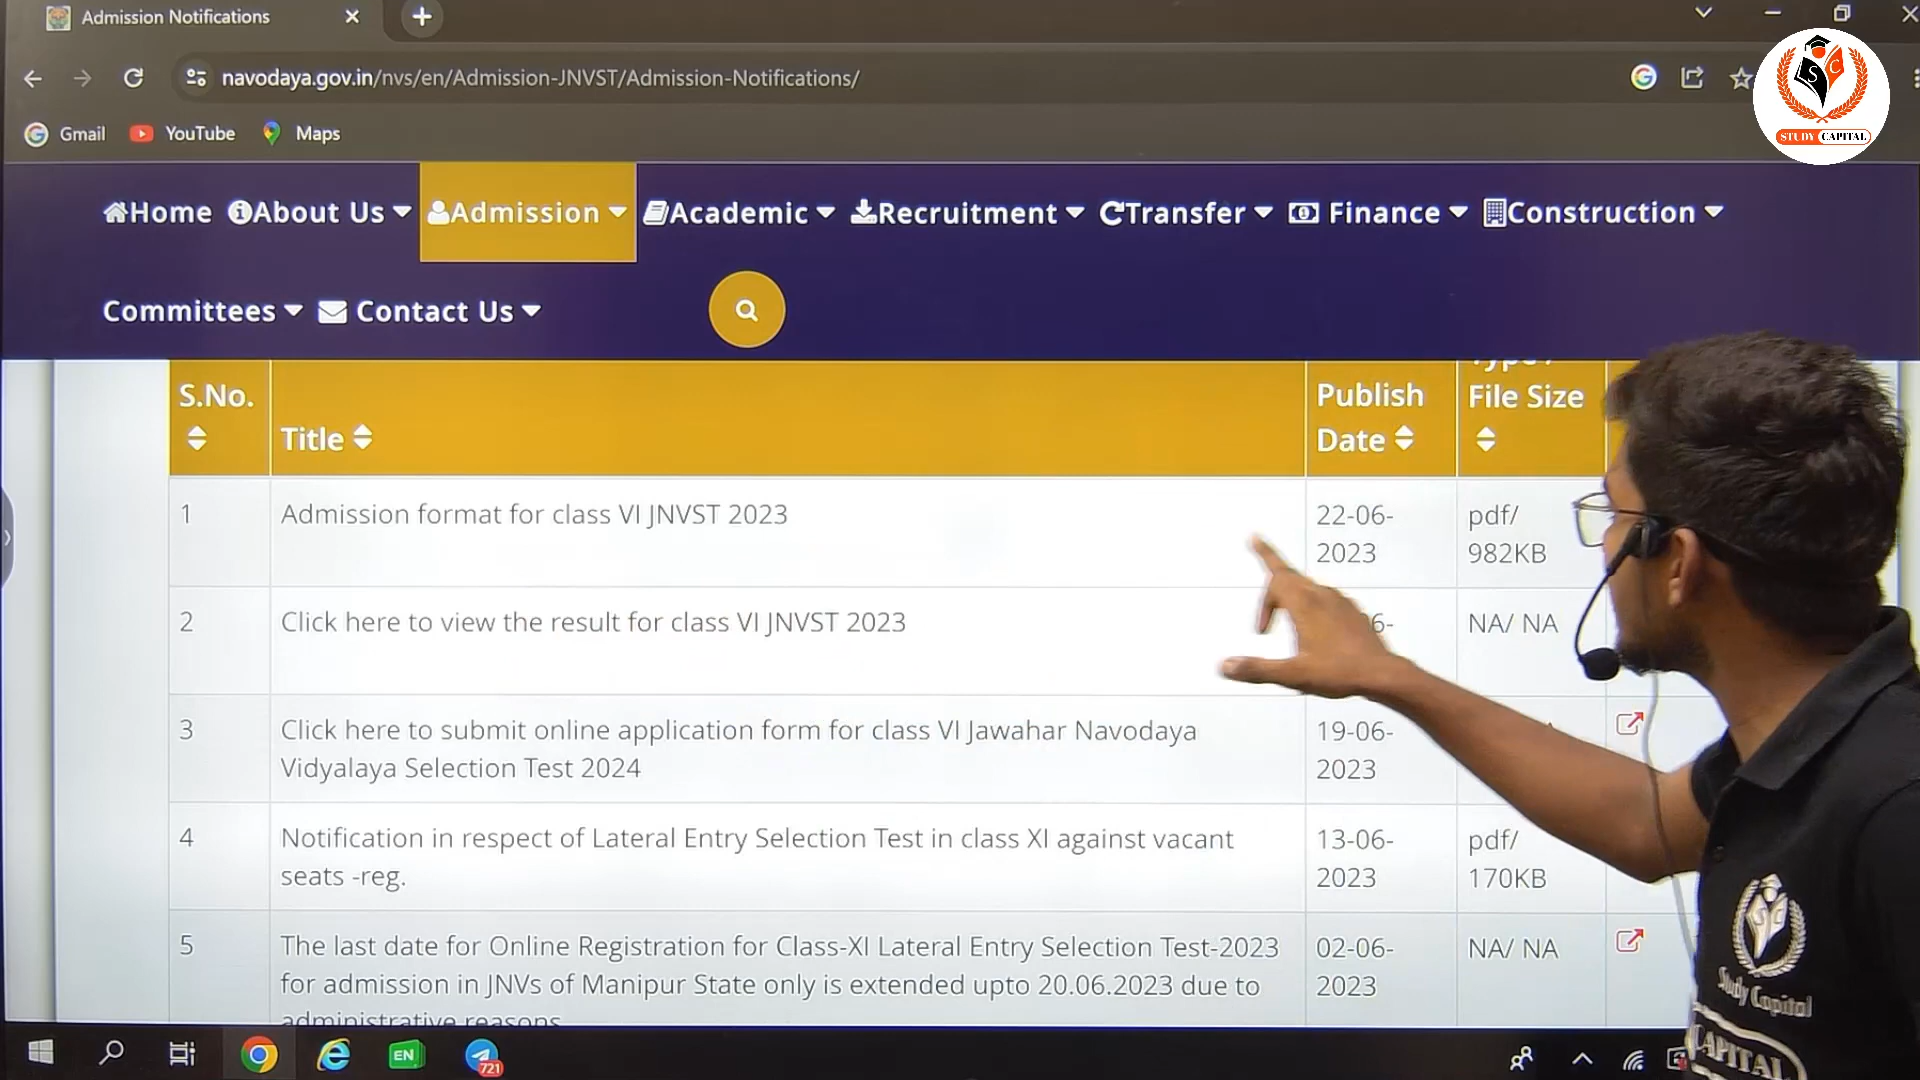 Admission Notifications
navodaya.gov.in/nvs/en/Admission-JNVST/Admission-Notifications/
Gmail YouTube Maps
STUDY CAPITAL
Home About Us Admission Academic Recruitment Transfer Finance Construction
Committees Contact Us
S.No. Title Publish Date File Size
1 Admission format for class VI JNVST 2023 22-06-
2023 pdf/
982KB
2 Click here to view the result for class VI JNVST 2023 NA/ NA
3 Click here to submit online application form for class VI Jawahar Navodaya
Vidyalaya Selection Test 2024 19-06-
2023
4 Notification in respect of Lateral Entry Selection Test in class XI against vacant
seats -reg. 13-06-
2023 pdf/
170KB
5 The last date for Online Registration for Class-XI Lateral Entry Selection Test-2023
for admission in JNVs of Manipur State only is extended upto 20.06.2023 due to
administrative reasons 02-06-
2023 NA/ NA
EN
721
Study Capital
CAPITAL